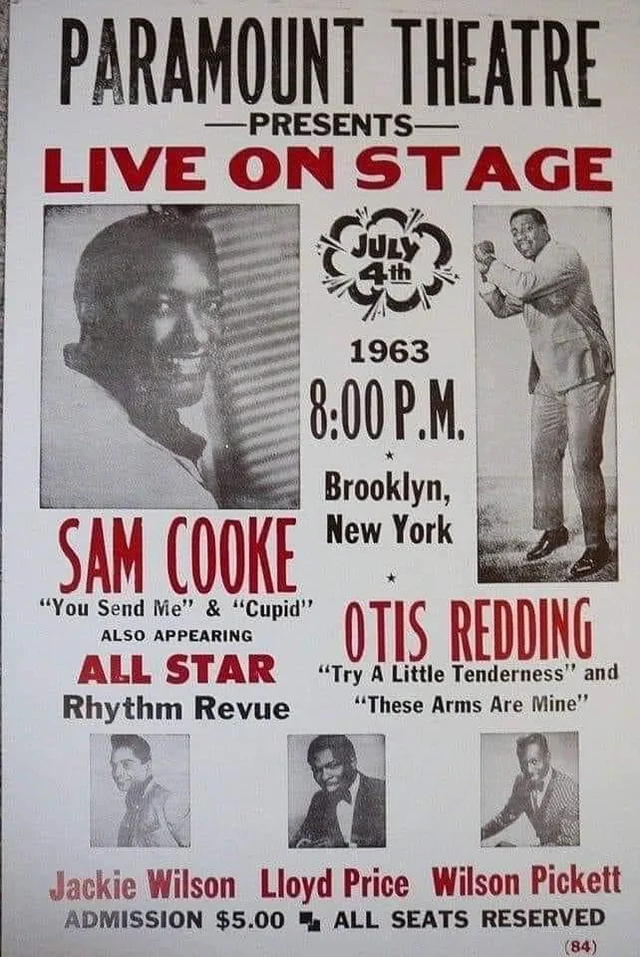 PARAMOUNT THEATRE
—PRESENTS—
LIVE ON STAGE
JULY
4th
1963
8:00 P.M.
Brooklyn,
New York
SAM COOKE
"You Send Me" & "Cupid"
ALSO APPEARING
ALL STAR
Rhythm Revue
OTIS REDDING
"Try A Little Tenderness" and
"These Arms Are Mine"
Jackie Wilson Lloyd Price Wilson Pickett
ADMISSION $5.00 ALL SEATS RESERVED
(84)